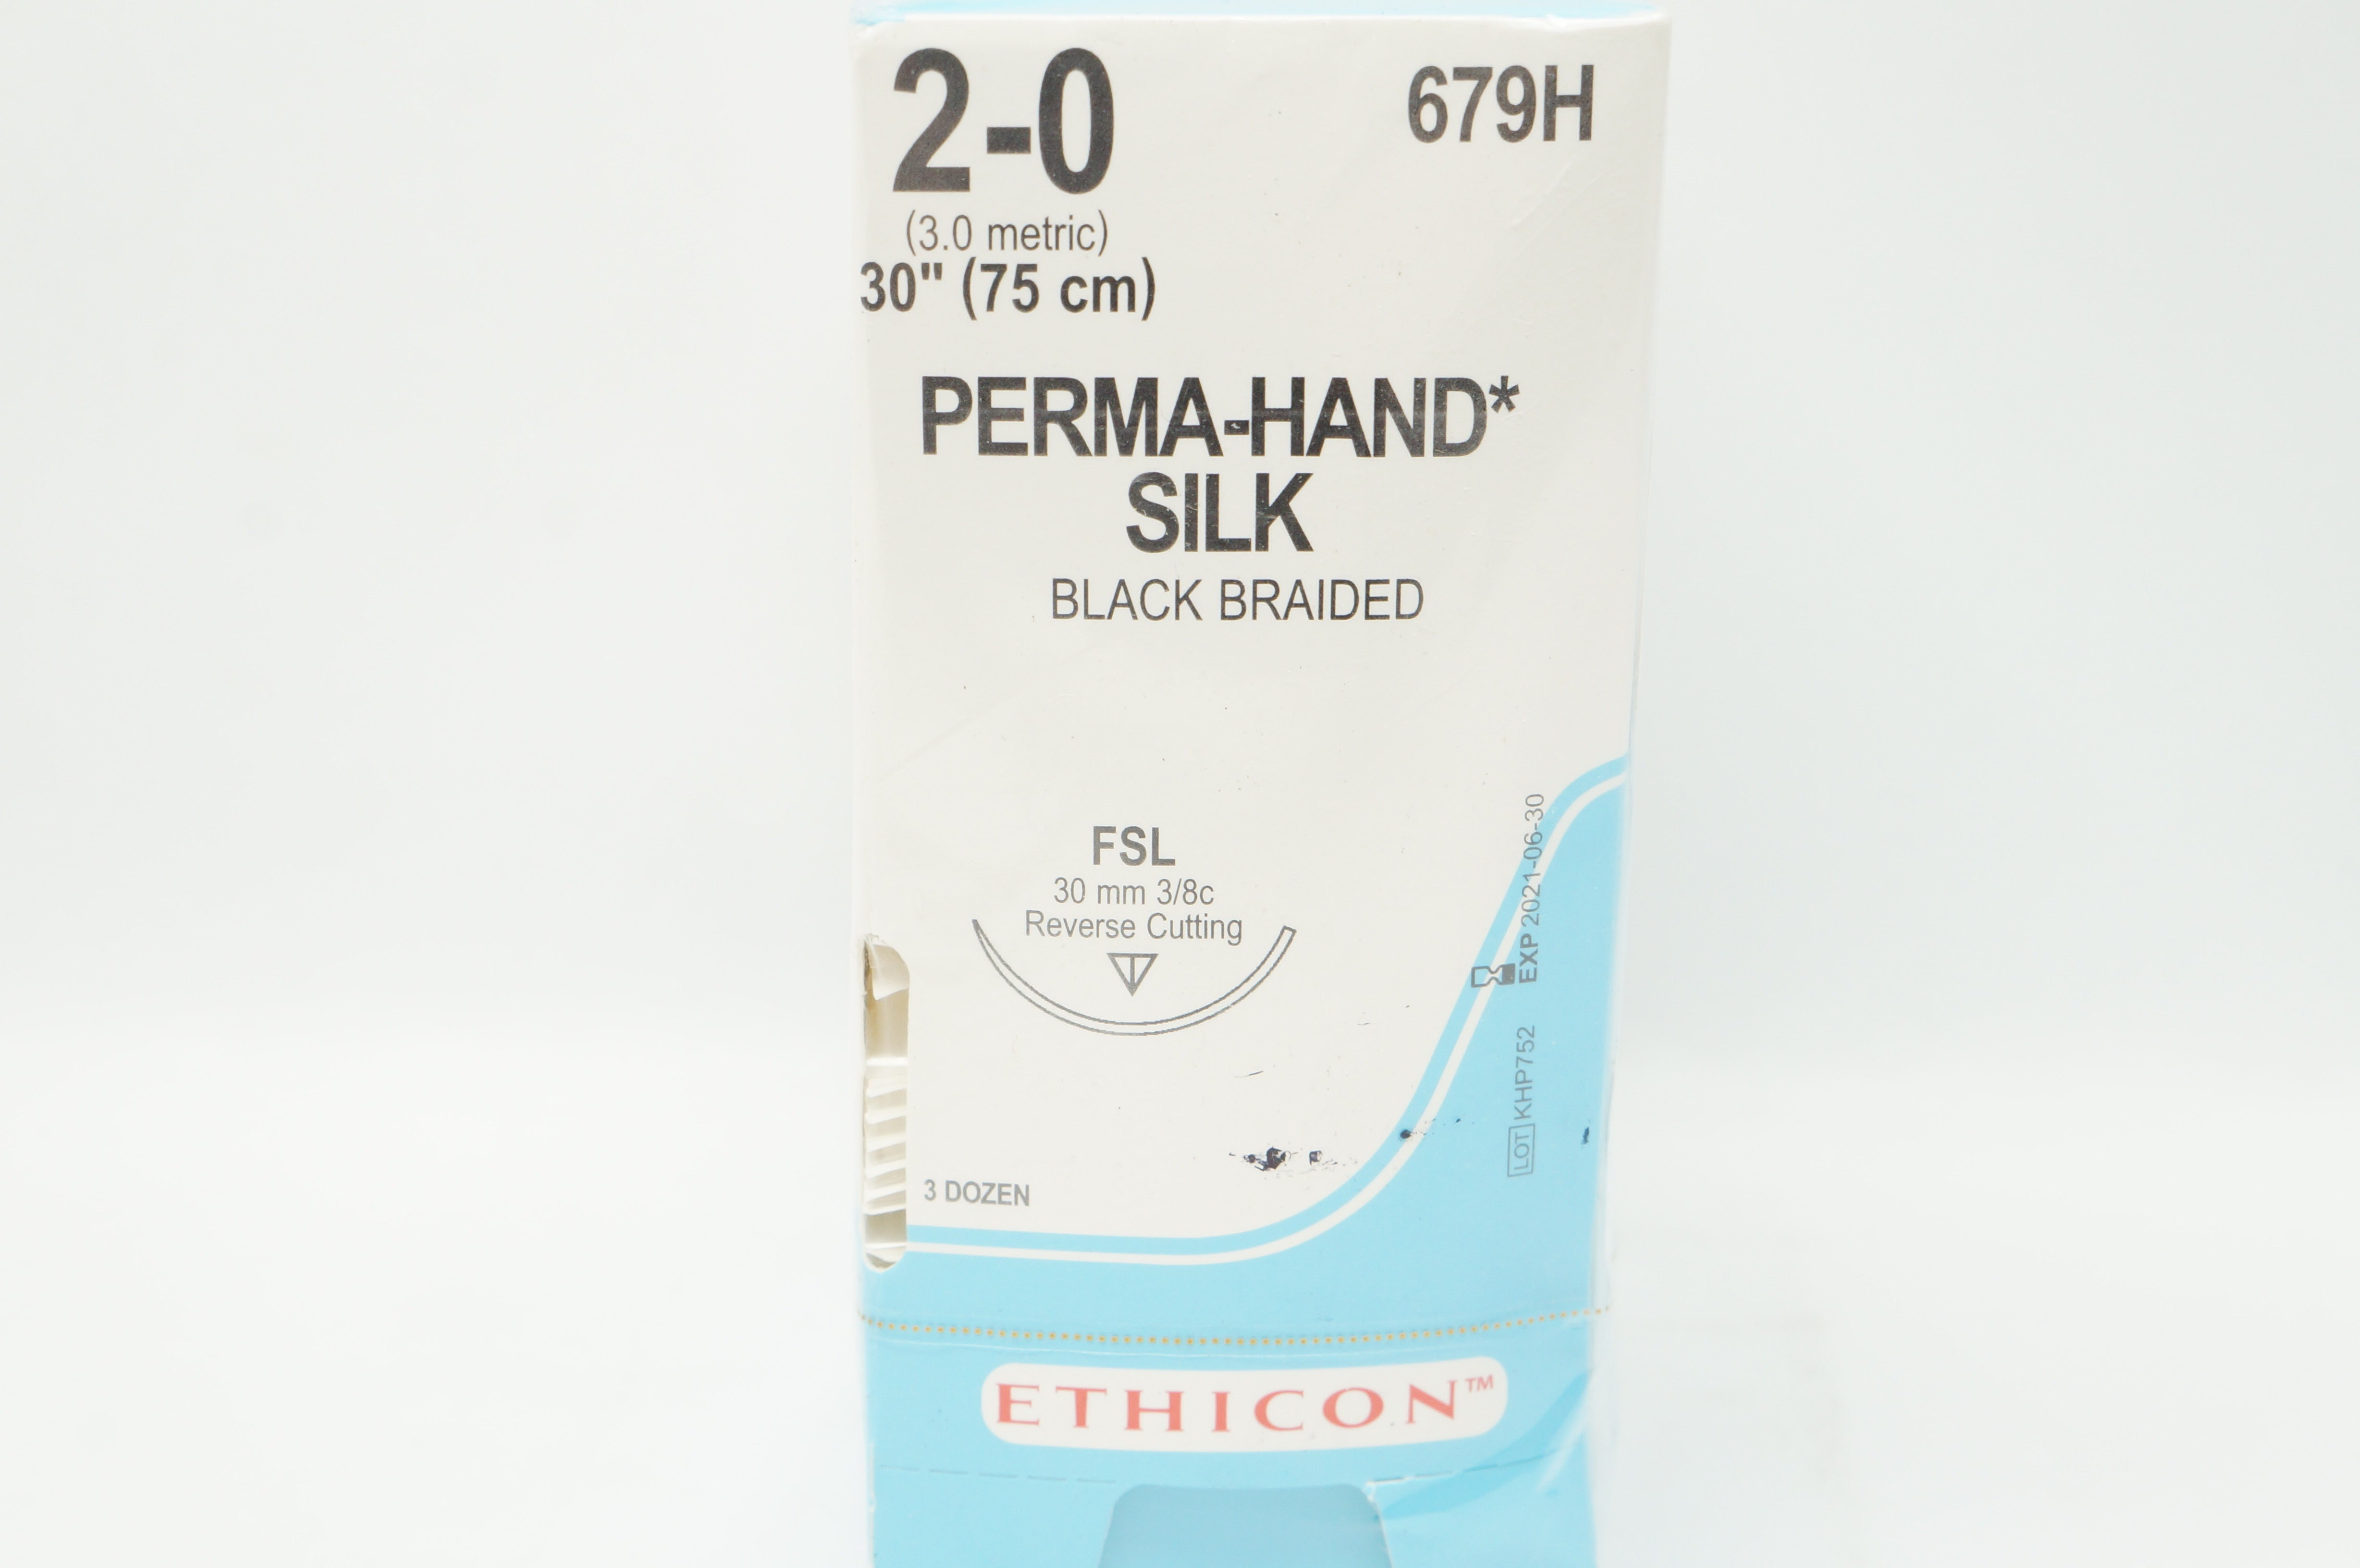 2-0
679H
(3.0 metric)
30" (75 cm)
PERMA-HAND*
SILK
BLACK BRAIDED
FSL
30 mm 3/8c
Reverse Cutting
EXP 2021-06-30
LOT KHP752
3 DOZEN
ETHICON™